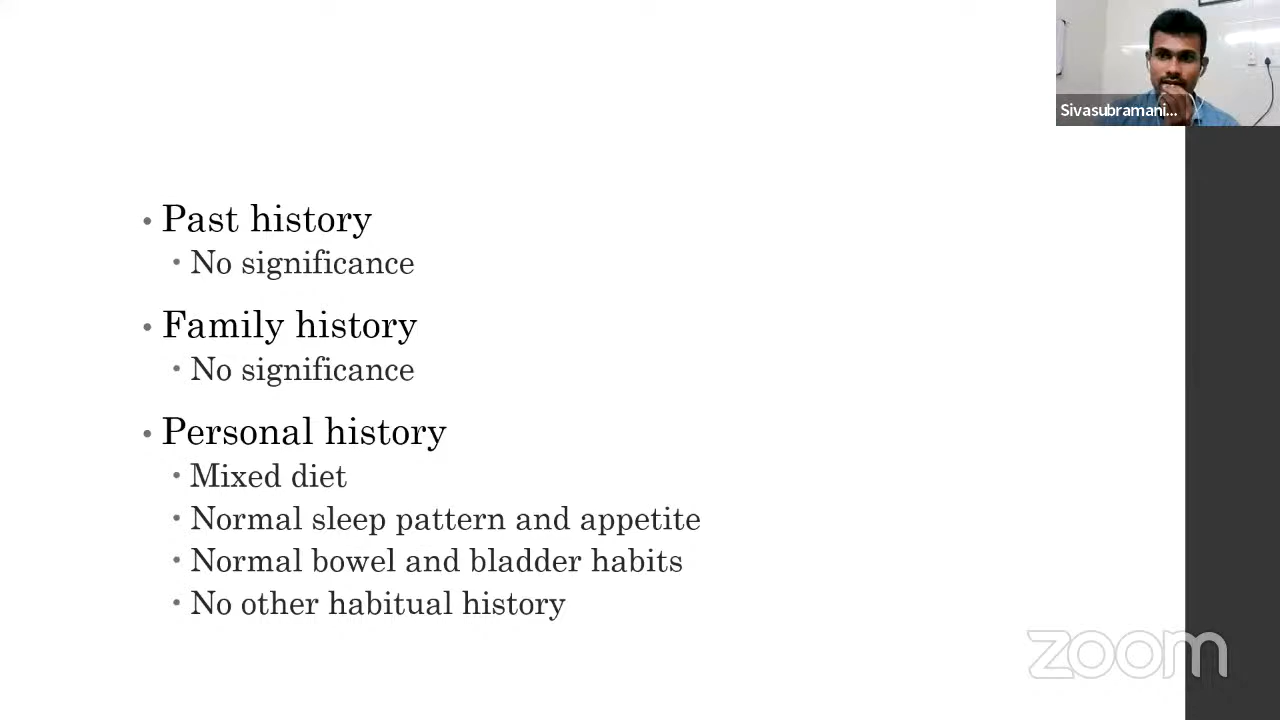 Sivasubramani...
• Past history
• No significance
• Family history
• No significance
• Personal history
• Mixed diet
• Normal sleep pattern and appetite
• Normal bowel and bladder habits
• No other habitual history
zoom